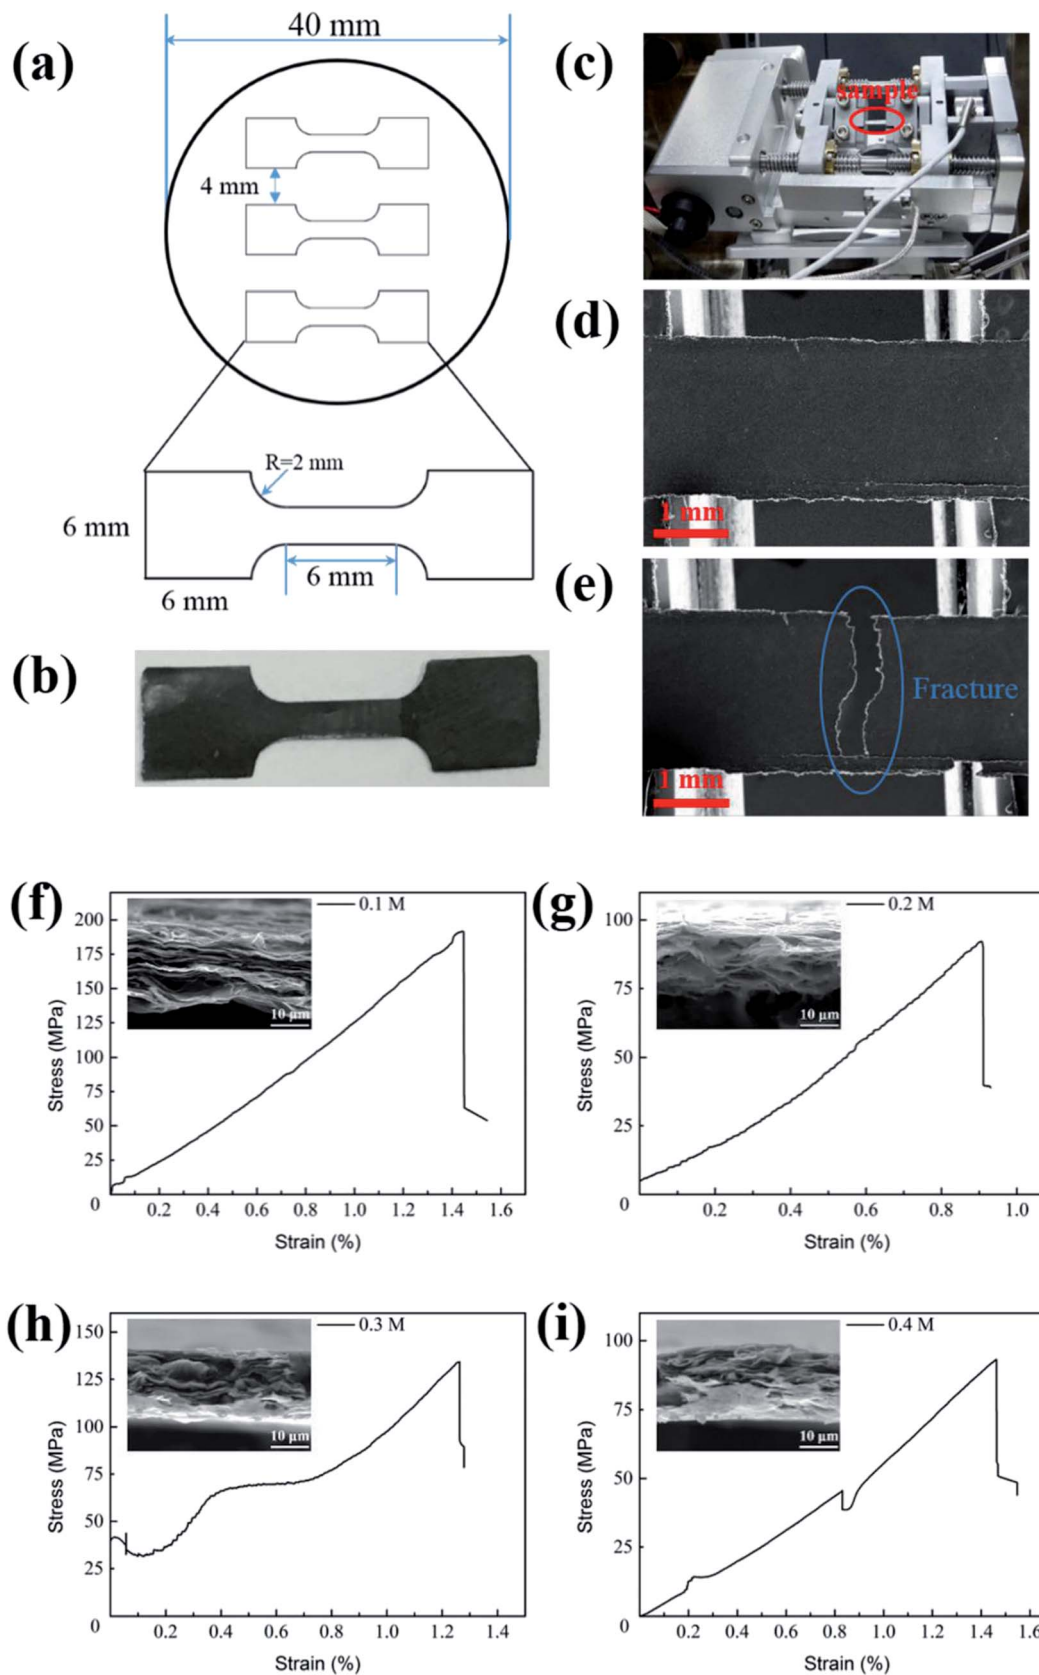 (a)
40 mm
4 mm
R=2 mm
6 mm
6 mm
6 mm
(b)
(c)
sample
(d)
1 mm
(e)
Fracture
1 mm
(f)
0.1 M
200
175
150
125
100
75
50
25
0
0.2 0.4 0.6 0.8 1.0 1.2 1.4 1.6
Stress (MPa)
Strain (%)
10 µm
(g)
0.2 M
100
75
50
25
0
0.2 0.4 0.6 0.8 1.0
Stress (MPa)
Strain (%)
10 µm
(h)
0.3 M
150
125
100
75
50
25
0
0.2 0.4 0.6 0.8 1.0 1.2 1.4
Stress (MPa)
Strain (%)
10 µm
(i)
0.4 M
100
75
50
25
0
0.2 0.4 0.6 0.8 1.0 1.2 1.4 1.6
Stress (MPa)
Strain (%)
10 µm